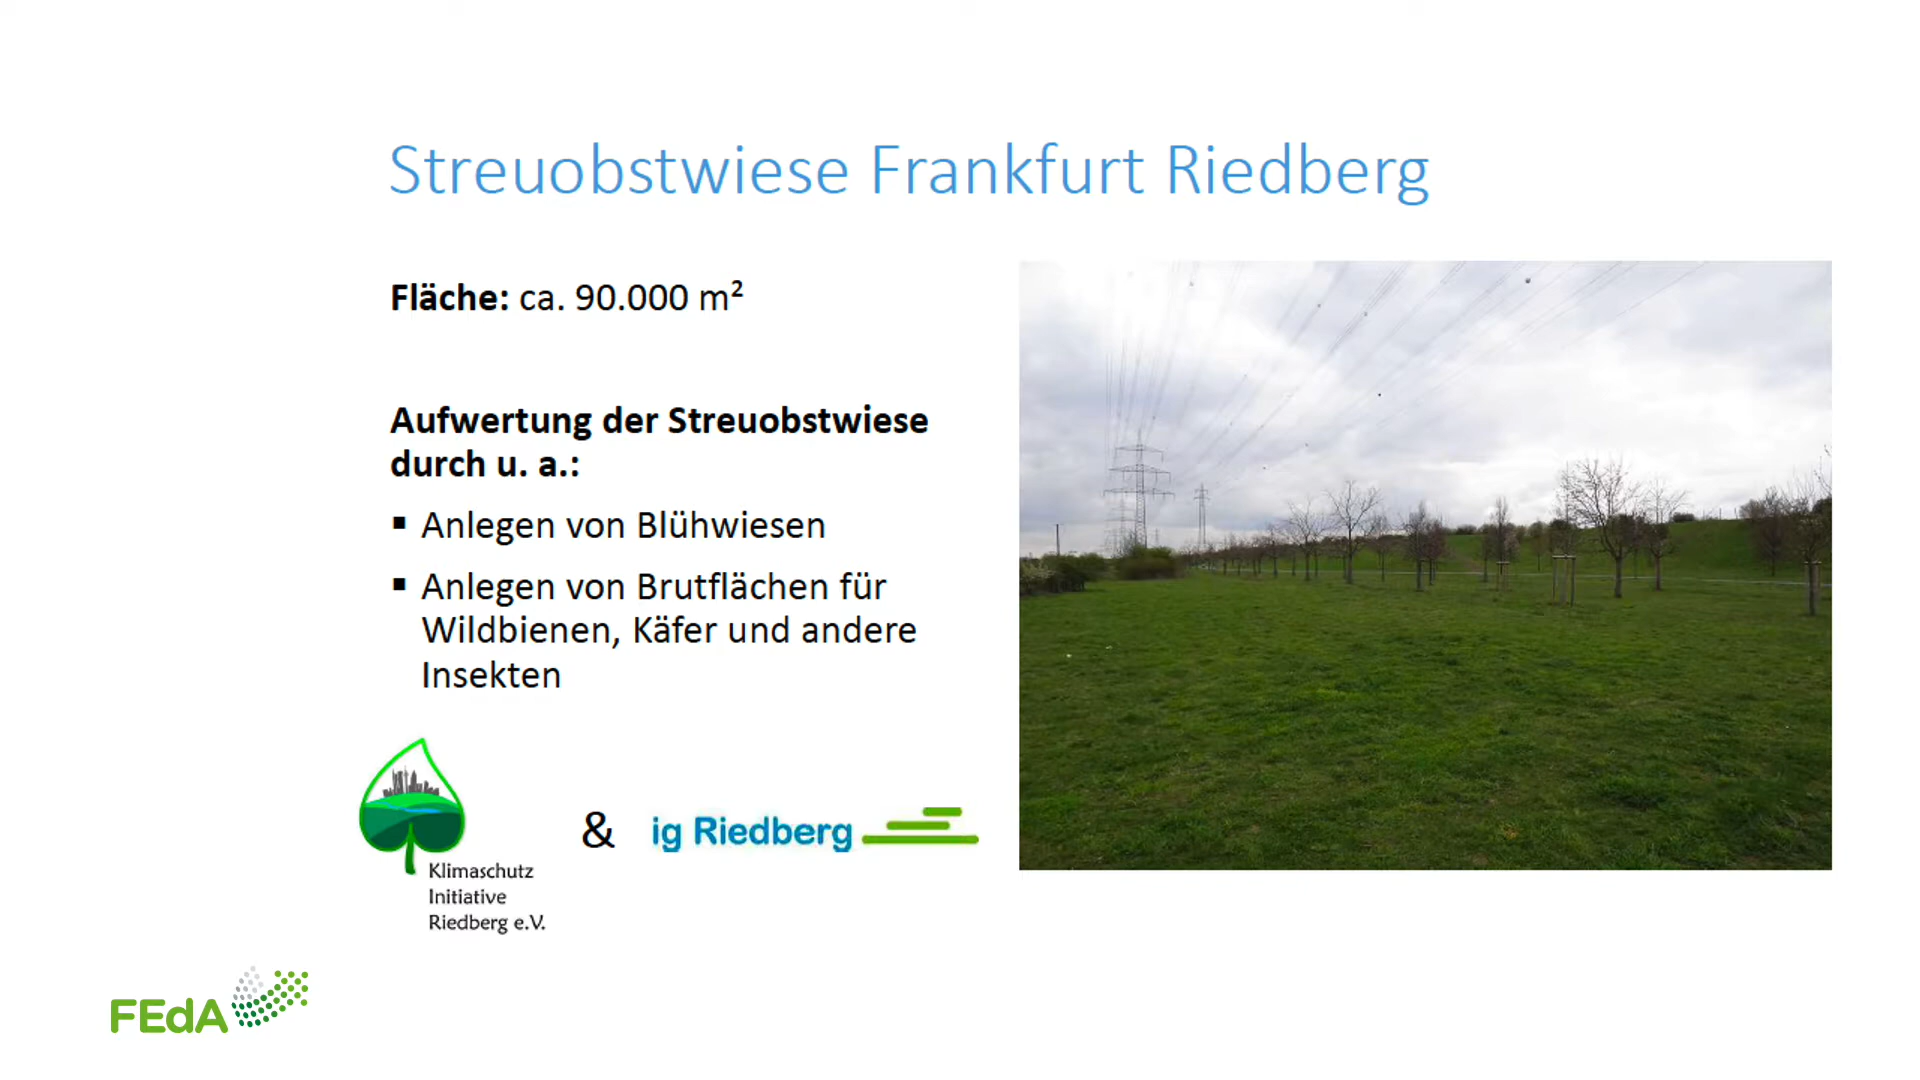 Streuobstwiese Frankfurt Riedberg
Fläche: ca. 90.000 m²
Aufwertung der Streuobstwiese
durch u. a.:
▪ Anlegen von Blühwiesen
▪ Anlegen von Brutflächen für
Wildbienen, Käfer und andere
Insekten
Klimaschutz
Initiative
Riedberg e.V.
&
ig Riedberg
FEdA